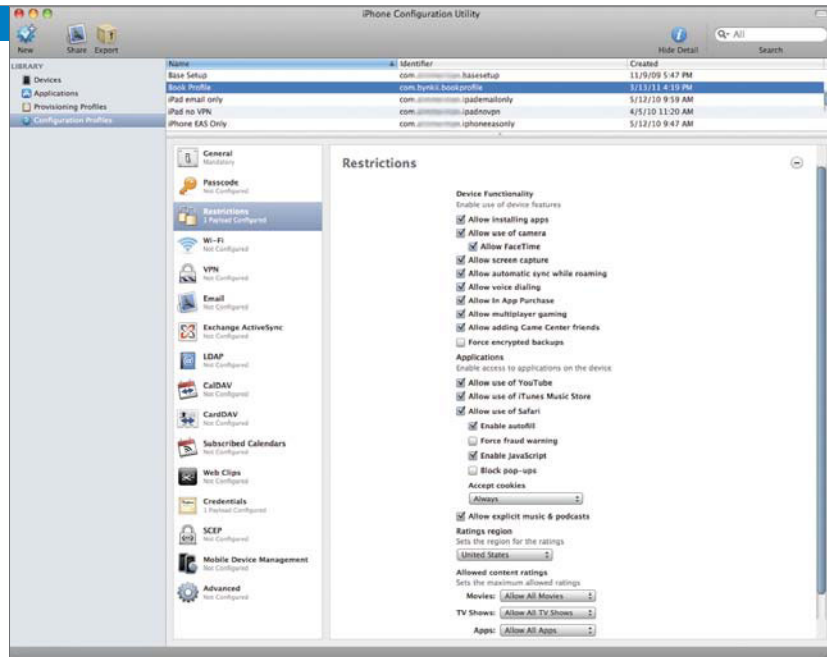 iPhone Configuration Utility
New
Share
Export
Hide Detail
Q All
Search
LIBRARY
Devices
Applications
Provisioning Profiles
Configuration Profiles
Name Identifier Created
Base Setup com. .basesetup 11/9/09 5:47 PM
Book Profile com.bynkii.bookprofile 3/13/11 4:19 PM
iPad email only com. .ipademailonly 5/12/10 9:59 AM
iPad no VPN com. .ipadnovpn 4/5/10 11:20 AM
iPhone EAS Only com. .iphoneeasonly 5/12/10 9:47 AM
General
Mandatory
Passcode
Not Configured
Restrictions
1 Payload Configured
Wi-Fi
Not Configured
VPN
Not Configured
Email
Not Configured
Exchange ActiveSync
Not Configured
LDAP
Not Configured
CalDAV
Not Configured
CardDAV
Not Configured
Subscribed Calendars
Not Configured
Web Clips
Not Configured
Credentials
1 Payload Configured
SCEP
Not Configured
Mobile Device Management
Not Configured
Advanced
Not Configured
Restrictions
Device Functionality
Enable use of device features
Allow installing apps
Allow use of camera
Allow FaceTime
Allow screen capture
Allow automatic sync while roaming
Allow voice dialing
Allow In App Purchase
Allow multiplayer gaming
Allow adding Game Center friends
Force encrypted backups
Applications
Enable access to applications on the device
Allow use of YouTube
Allow use of iTunes Music Store
Allow use of Safari
Enable autofill
Force fraud warning
Enable JavaScript
Block pop-ups
Accept cookies
Always
Allow explicit music & podcasts
Ratings region
Sets the region for the ratings
United States
Allowed content ratings
Sets the maximum allowed ratings
Movies: Allow All Movies
TV Shows: Allow All TV Shows
Apps: Allow All Apps